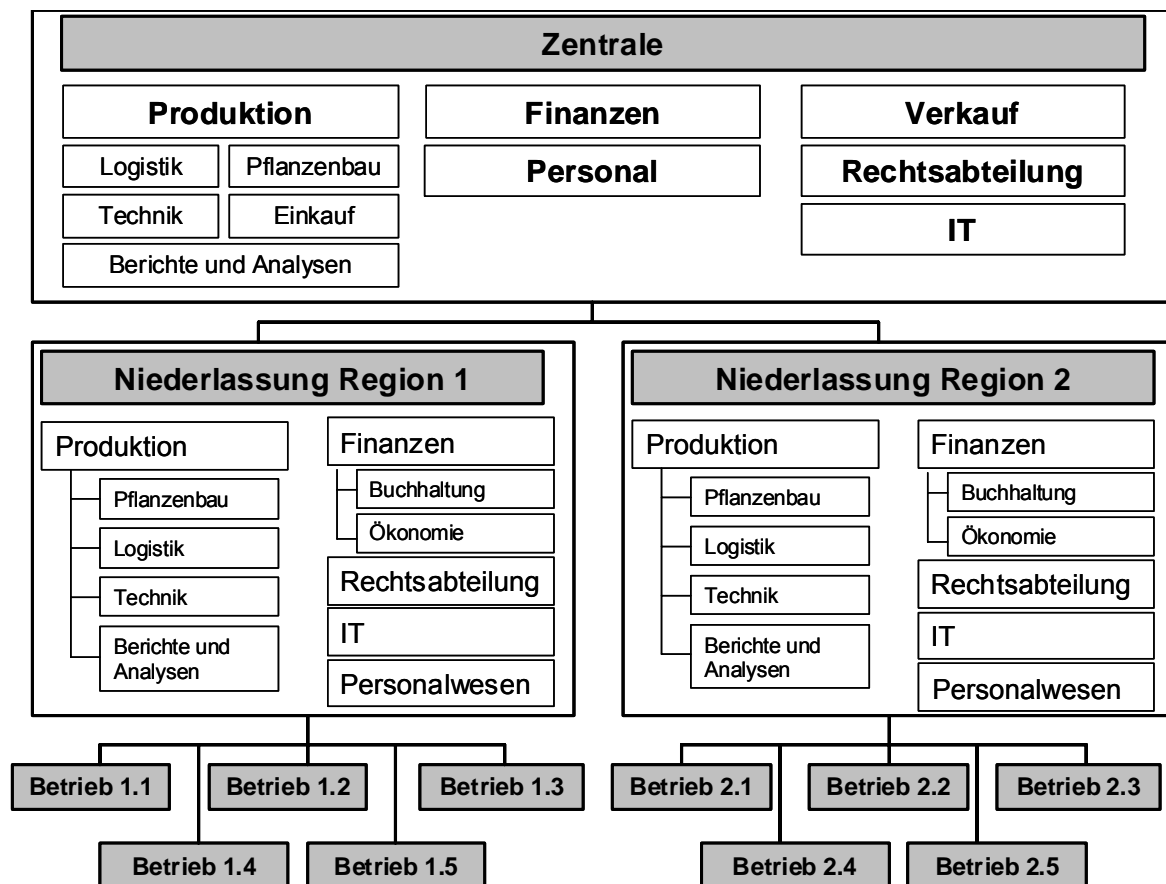 Zentrale
Produktion
Logistik
Pflanzenbau
Technik
Einkauf
Berichte und Analysen
Finanzen
Personal
Verkauf
Rechtsabteilung
IT
Niederlassung Region 1
Produktion
Pflanzenbau
Logistik
Technik
Berichte und
Analysen
Finanzen
Buchhaltung
Ökonomie
Rechtsabteilung
IT
Personalwesen
Niederlassung Region 2
Produktion
Pflanzenbau
Logistik
Technik
Berichte und
Analysen
Finanzen
Buchhaltung
Ökonomie
Rechtsabteilung
IT
Personalwesen
Betrieb 1.1
Betrieb 1.2
Betrieb 1.3
Betrieb 1.4
Betrieb 1.5
Betrieb 2.1
Betrieb 2.2
Betrieb 2.3
Betrieb 2.4
Betrieb 2.5